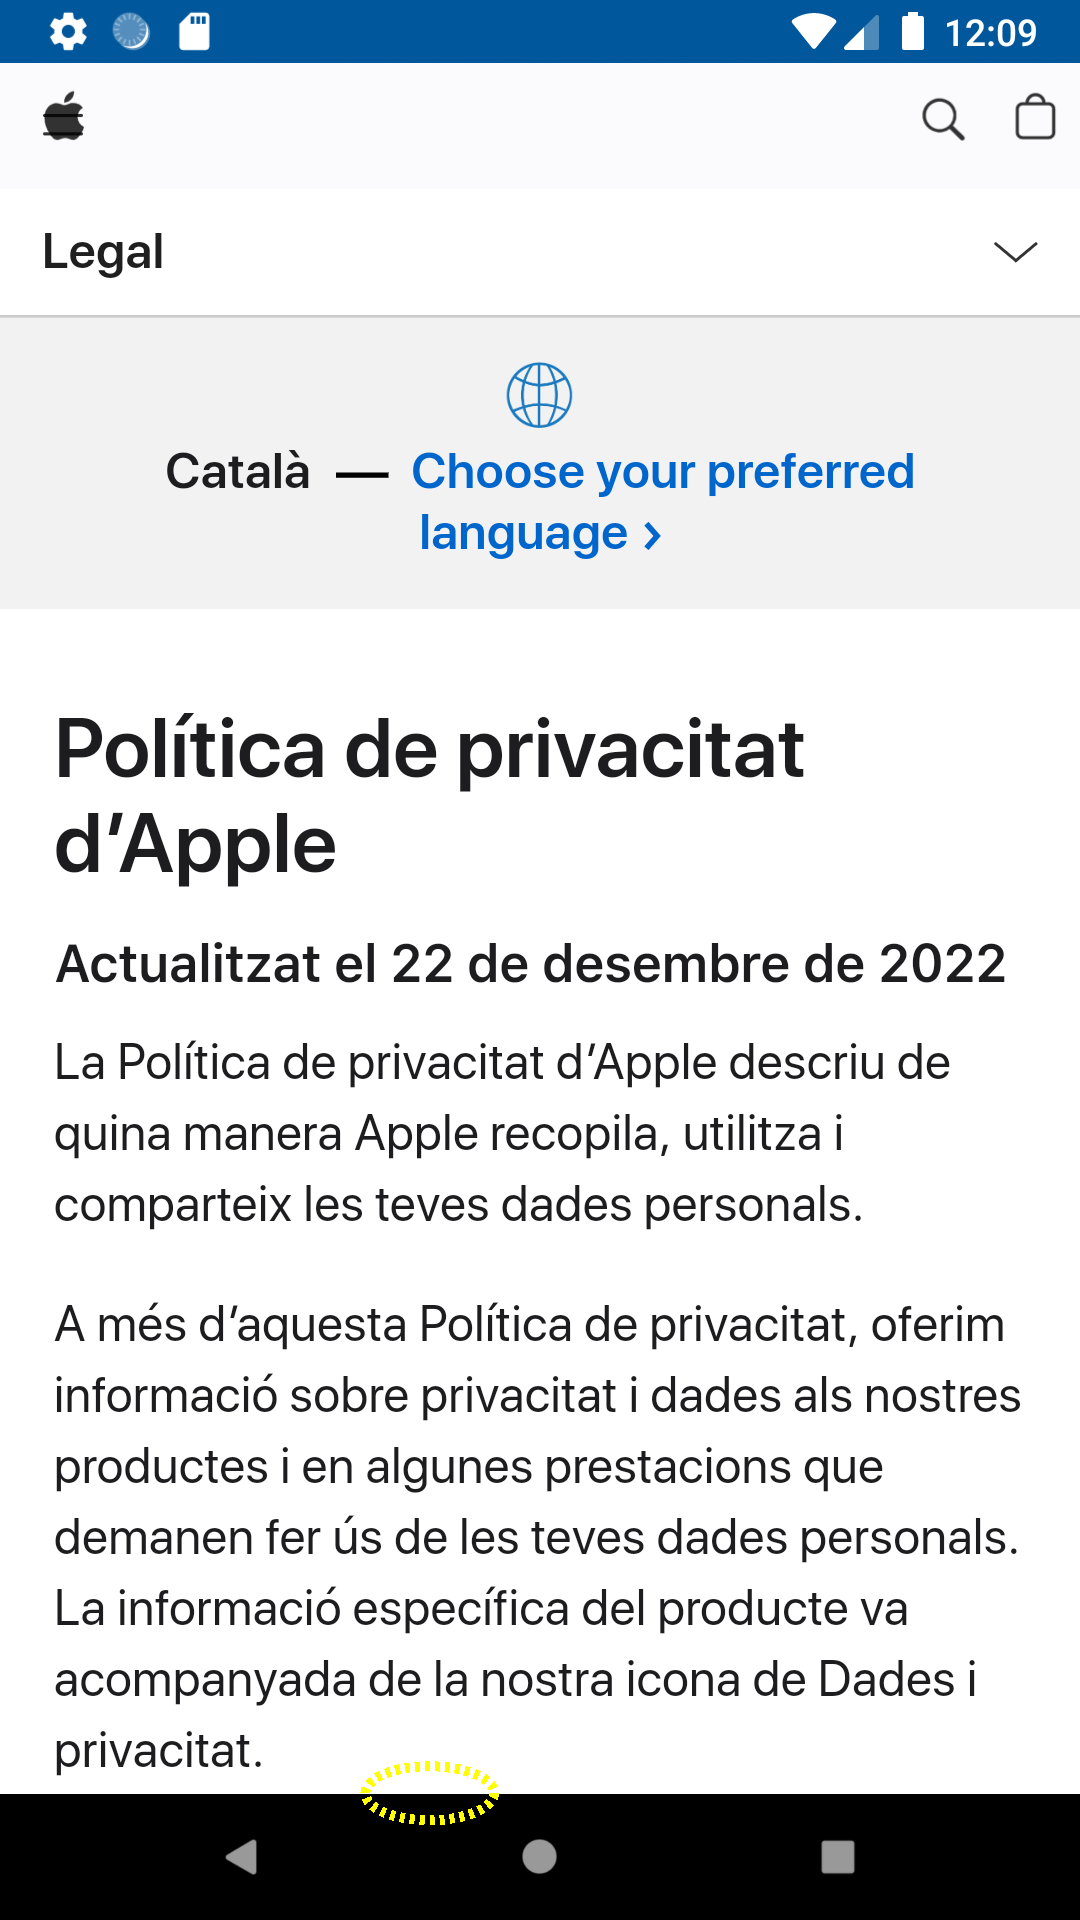 12:09
Legal
Català — Choose your preferred
language ›
Política de privacitat
d’Apple
Actualitzat el 22 de desembre de 2022
La Política de privacitat d’Apple descriu de
quina manera Apple recopila, utilitza i
comparteix les teves dades personals.
A més d’aquesta Política de privacitat, oferim
informació sobre privacitat i dades als nostres
productes i en algunes prestacions que
demanen fer ús de les teves dades personals.
La informació específica del producte va
acompanyada de la nostra icona de Dades i
privacitat.